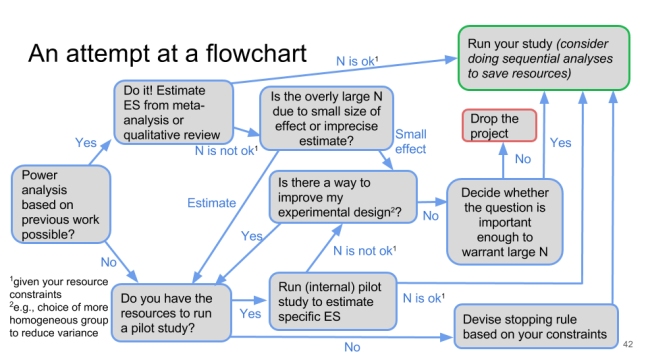 An attempt at a flowchart
Run your study (consider
doing sequential analyses
to save resources)
N is ok¹
Do it! Estimate
ES from meta-
analysis or
qualitative review
Is the overly large N
due to small size of
effect or imprecise
estimate?
Drop the
project
Yes
N is not ok¹
Small
effect
No
Yes
Power
analysis
based on
previous work
possible?
Is there a way to
improve my
experimental design²?
Decide whether
the question is
important
enough to
warrant large N
Estimate
No
Yes
N is not ok¹
No
¹given your resource
constraints
²e.g., choice of more
homogeneous group
to reduce variance
Do you have the
resources to run
a pilot study?
Yes
Run (internal) pilot
study to estimate
specific ES
N is ok¹
Devise stopping rule
based on your constraints
No
42